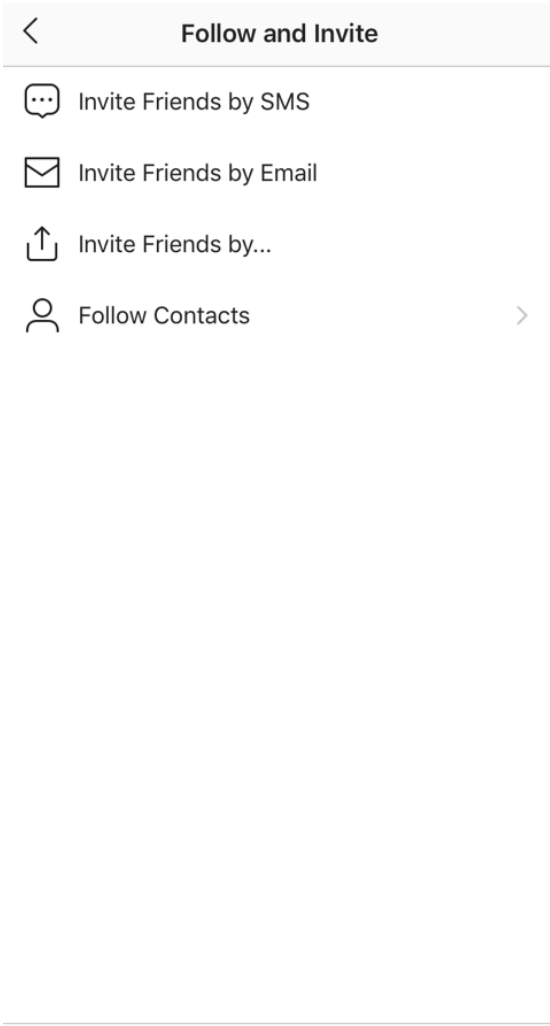 Follow and Invite
Invite Friends by SMS
Invite Friends by Email
Invite Friends by...
Follow Contacts